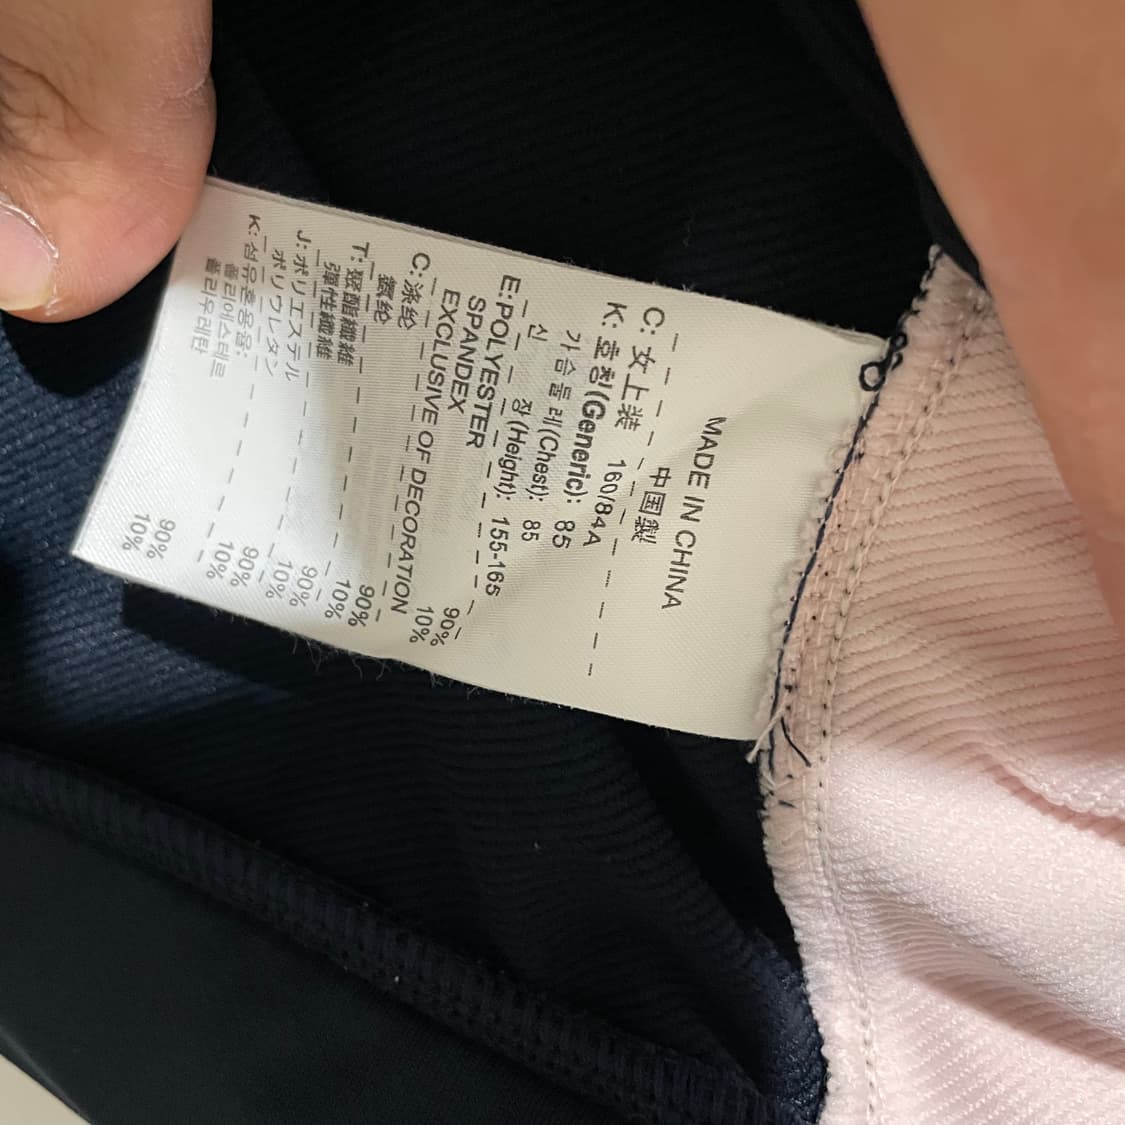 MADE IN CHINA
中国製
C: 女上装 160/84A
K: 호칭(Generic): 85
가슴둘레(Chest): 85
신 장(Height): 155-165
E:POLYESTER 90%
SPANDEX 10%
EXCLUSIVE OF DECORATION
C:涤纶 90%
氨纶 10%
T:聚酯纖維 90%
彈性纖維 10%
J:ポリエステル 90%
ポリウレタン 10%
K:섬유혼용율:
폴리에스테르 90%
폴리우레탄 10%